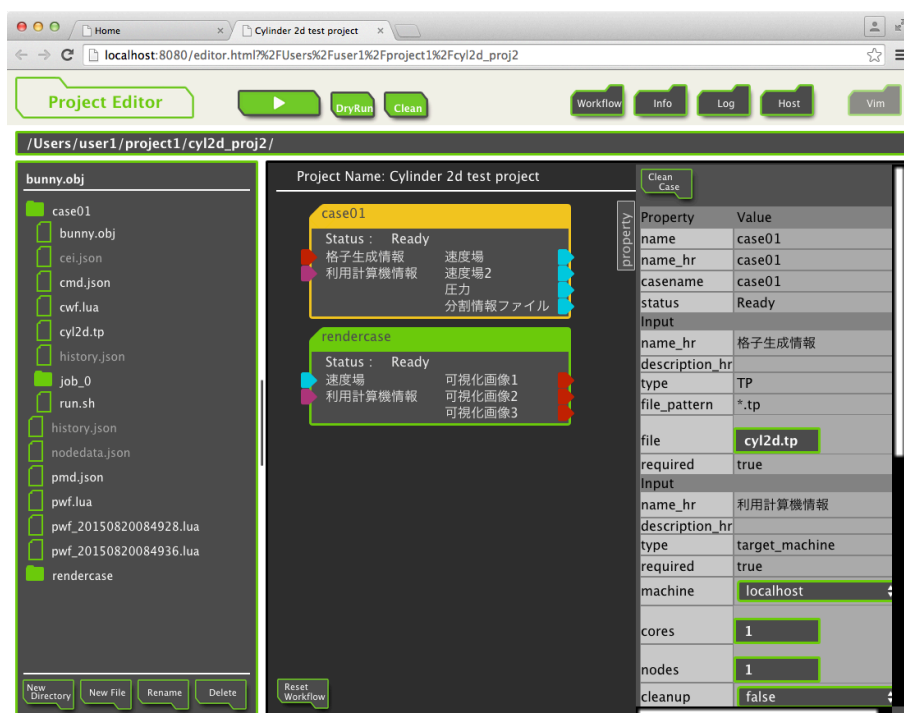 Home
Cylinder 2d test project
localhost:8080/editor.html?%2FUsers%2Fuser1%2Fproject1%2Fcyl2d_proj2
Project Editor
DryRun
Clean
Workflow
Info
Log
Host
Vim
/Users/user1/project1/cyl2d_proj2/
bunny.obj
case01
bunny.obj
cei.json
cmd.json
cwf.lua
cyl2d.tp
history.json
job_0
run.sh
history.json
nodedata.json
pmd.json
pwf.lua
pwf_20150820084928.lua
pwf_20150820084936.lua
rendercase
New Directory
New File
Rename
Delete
Project Name: Cylinder 2d test project
case01
Status : Ready
格子生成情報 速度場
利用計算機情報 速度場2
圧力
分割情報ファイル
rendercase
Status : Ready
速度場 可視化画像1
利用計算機情報 可視化画像2
可視化画像3
Reset Workflow
property
Clean Case
Property Value
name case01
name_hr case01
casename case01
status Ready
Input
name_hr 格子生成情報
description_hr
type TP
file_pattern *.tp
file cyl2d.tp
required true
Input
name_hr 利用計算機情報
description_hr
type target_machine
required true
machine localhost
cores 1
nodes 1
cleanup false